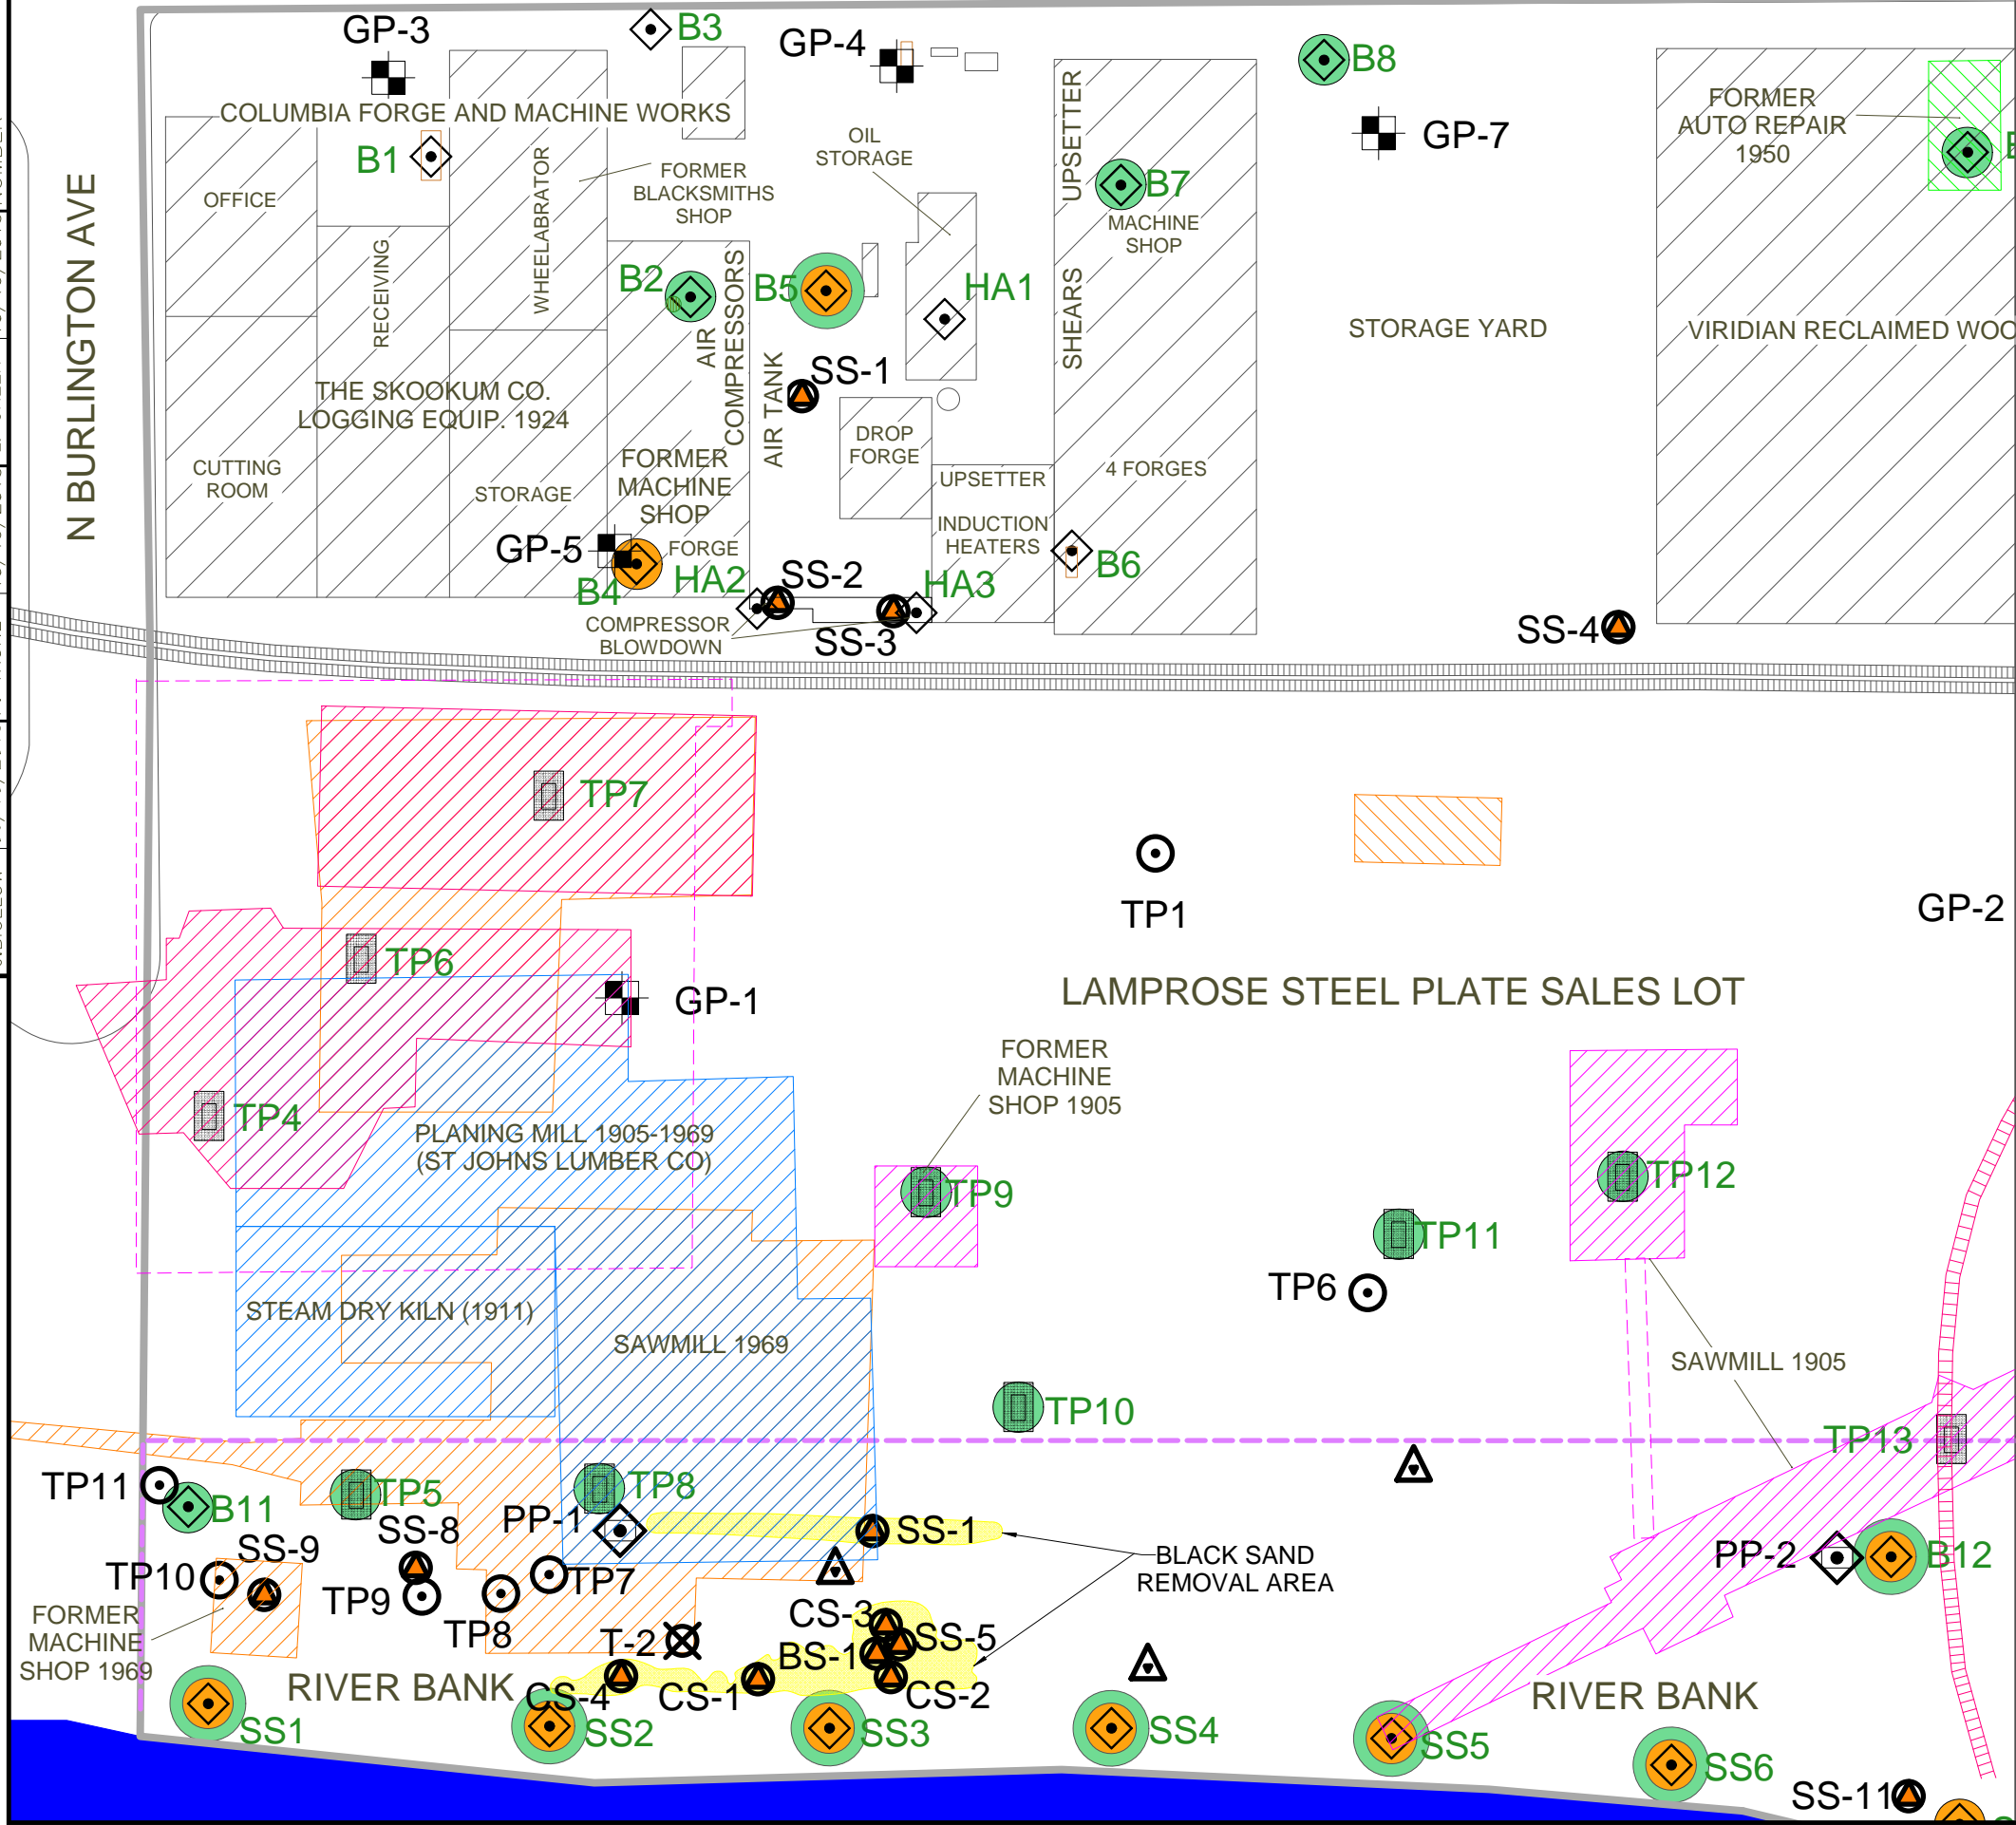 GP-3
B3
GP-4
B8
COLUMBIA FORGE AND MACHINE WORKS
UPSETTER
FORMER
AUTO REPAIR
1950
GP-7
OIL
STORAGE
B1
WHEELABRATOR
FORMER
BLACKSMITHS
SHOP
B7
OFFICE
MACHINE
SHOP
N BURLINGTON AVE
RECEIVING
B2
AIR
COMPRESSORS
B5
HA1
SHEARS
STORAGE YARD
VIRIDIAN RECLAIMED WOO
SS-1
AIR TANK
THE SKOOKUM CO.
LOGGING EQUIP. 1924
DROP
FORGE
CUTTING
ROOM
STORAGE
FORMER
MACHINE
SHOP
UPSETTER
4 FORGES
INDUCTION
HEATERS
GP-5
FORGE
B4
HA2
SS-2
HA3
B6
COMPRESSOR
BLOWDOWN
SS-3
SS-4
TP7
TP1
GP-2
TP6
GP-1
LAMPROSE STEEL PLATE SALES LOT
FORMER
MACHINE
SHOP 1905
TP4
PLANING MILL 1905-1969
(ST JOHNS LUMBER CO)
TP9
TP12
TP11
TP6
STEAM DRY KILN (1911)
SAWMILL 1969
SAWMILL 1905
TP10
TP13
TP11
B11
TP5
TP8
SS-8
PP-1
SS-1
SS-9
BLACK SAND
REMOVAL AREA
PP-2
B12
TP10
TP9
TP7
TP8
FORMER
MACHINE
SHOP 1969
CS-3
T-2
SS-5
BS-1
RIVER BANK
CS-4
CS-1
CS-2
RIVER BANK
SS1
SS2
SS3
SS4
SS5
SS6
SS-11